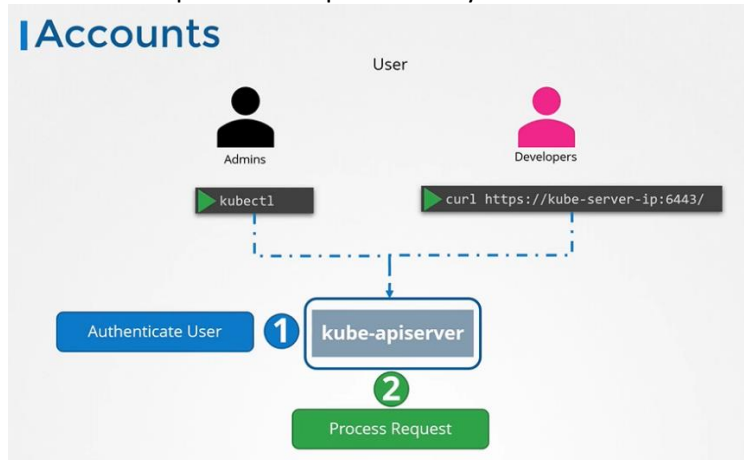 Accounts
User
Admins
Developers
kubectl
curl https://kube-server-ip:6443/
Authenticate User
1
kube-apiserver
2
Process Request